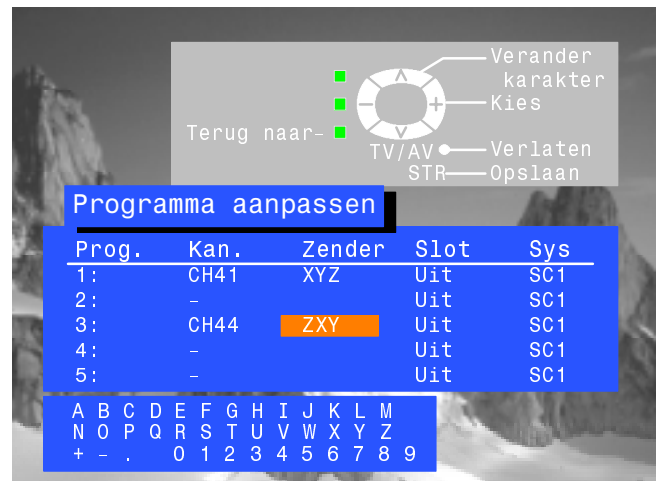 Verander
karakter
Kies
Terug naar-
TV/AV Verlaten
STR Opslaan
Programma aanpassen
Prog. Kan. Zender Slot Sys
1: CH41 XYZ Uit SC1
2: - Uit SC1
3: CH44 ZXY Uit SC1
4: - Uit SC1
5: - Uit SC1
A B C D E F G H I J K L M
N O P Q R S T U V W X Y Z
+ - . 0 1 2 3 4 5 6 7 8 9